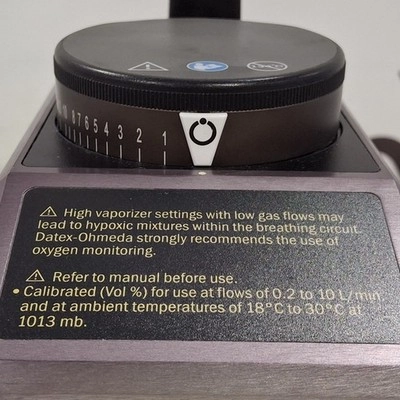 10 8 7 6 5 4 3 2 1
High vaporizer settings with low gas flows may
lead to hypoxic mixtures within the breathing circuit.
Datex-Ohmeda strongly recommends the use of
oxygen monitoring.
Refer to manual before use.
• Calibrated (Vol %) for use at flows of 0.2 to 10 L/min
and at ambient temperatures of 18°C to 30°C at
1013 mb.